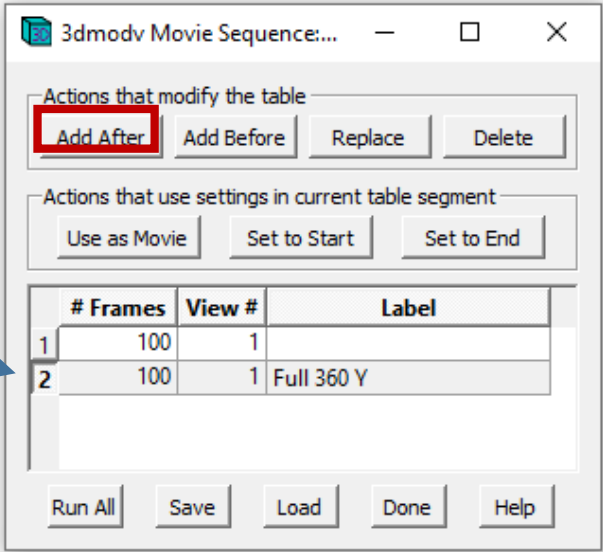 3D 3dmodv Movie Sequence:...
Actions that modify the table
Add After Add Before Replace Delete
Actions that use settings in current table segment
Use as Movie Set to Start Set to End
# Frames View # Label
1 100 1
2 100 1 Full 360 Y
Run All Save Load Done Help